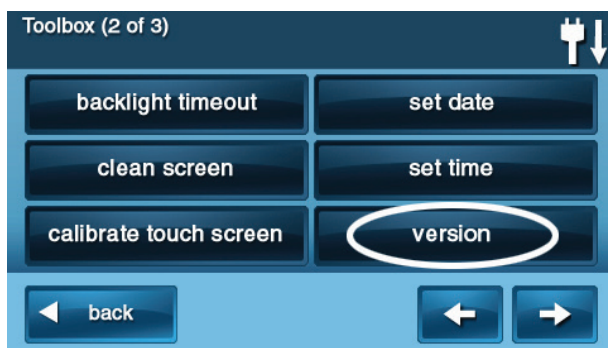 Toolbox (2 of 3)
backlight timeout
set date
clean screen
set time
calibrate touch screen
version
back